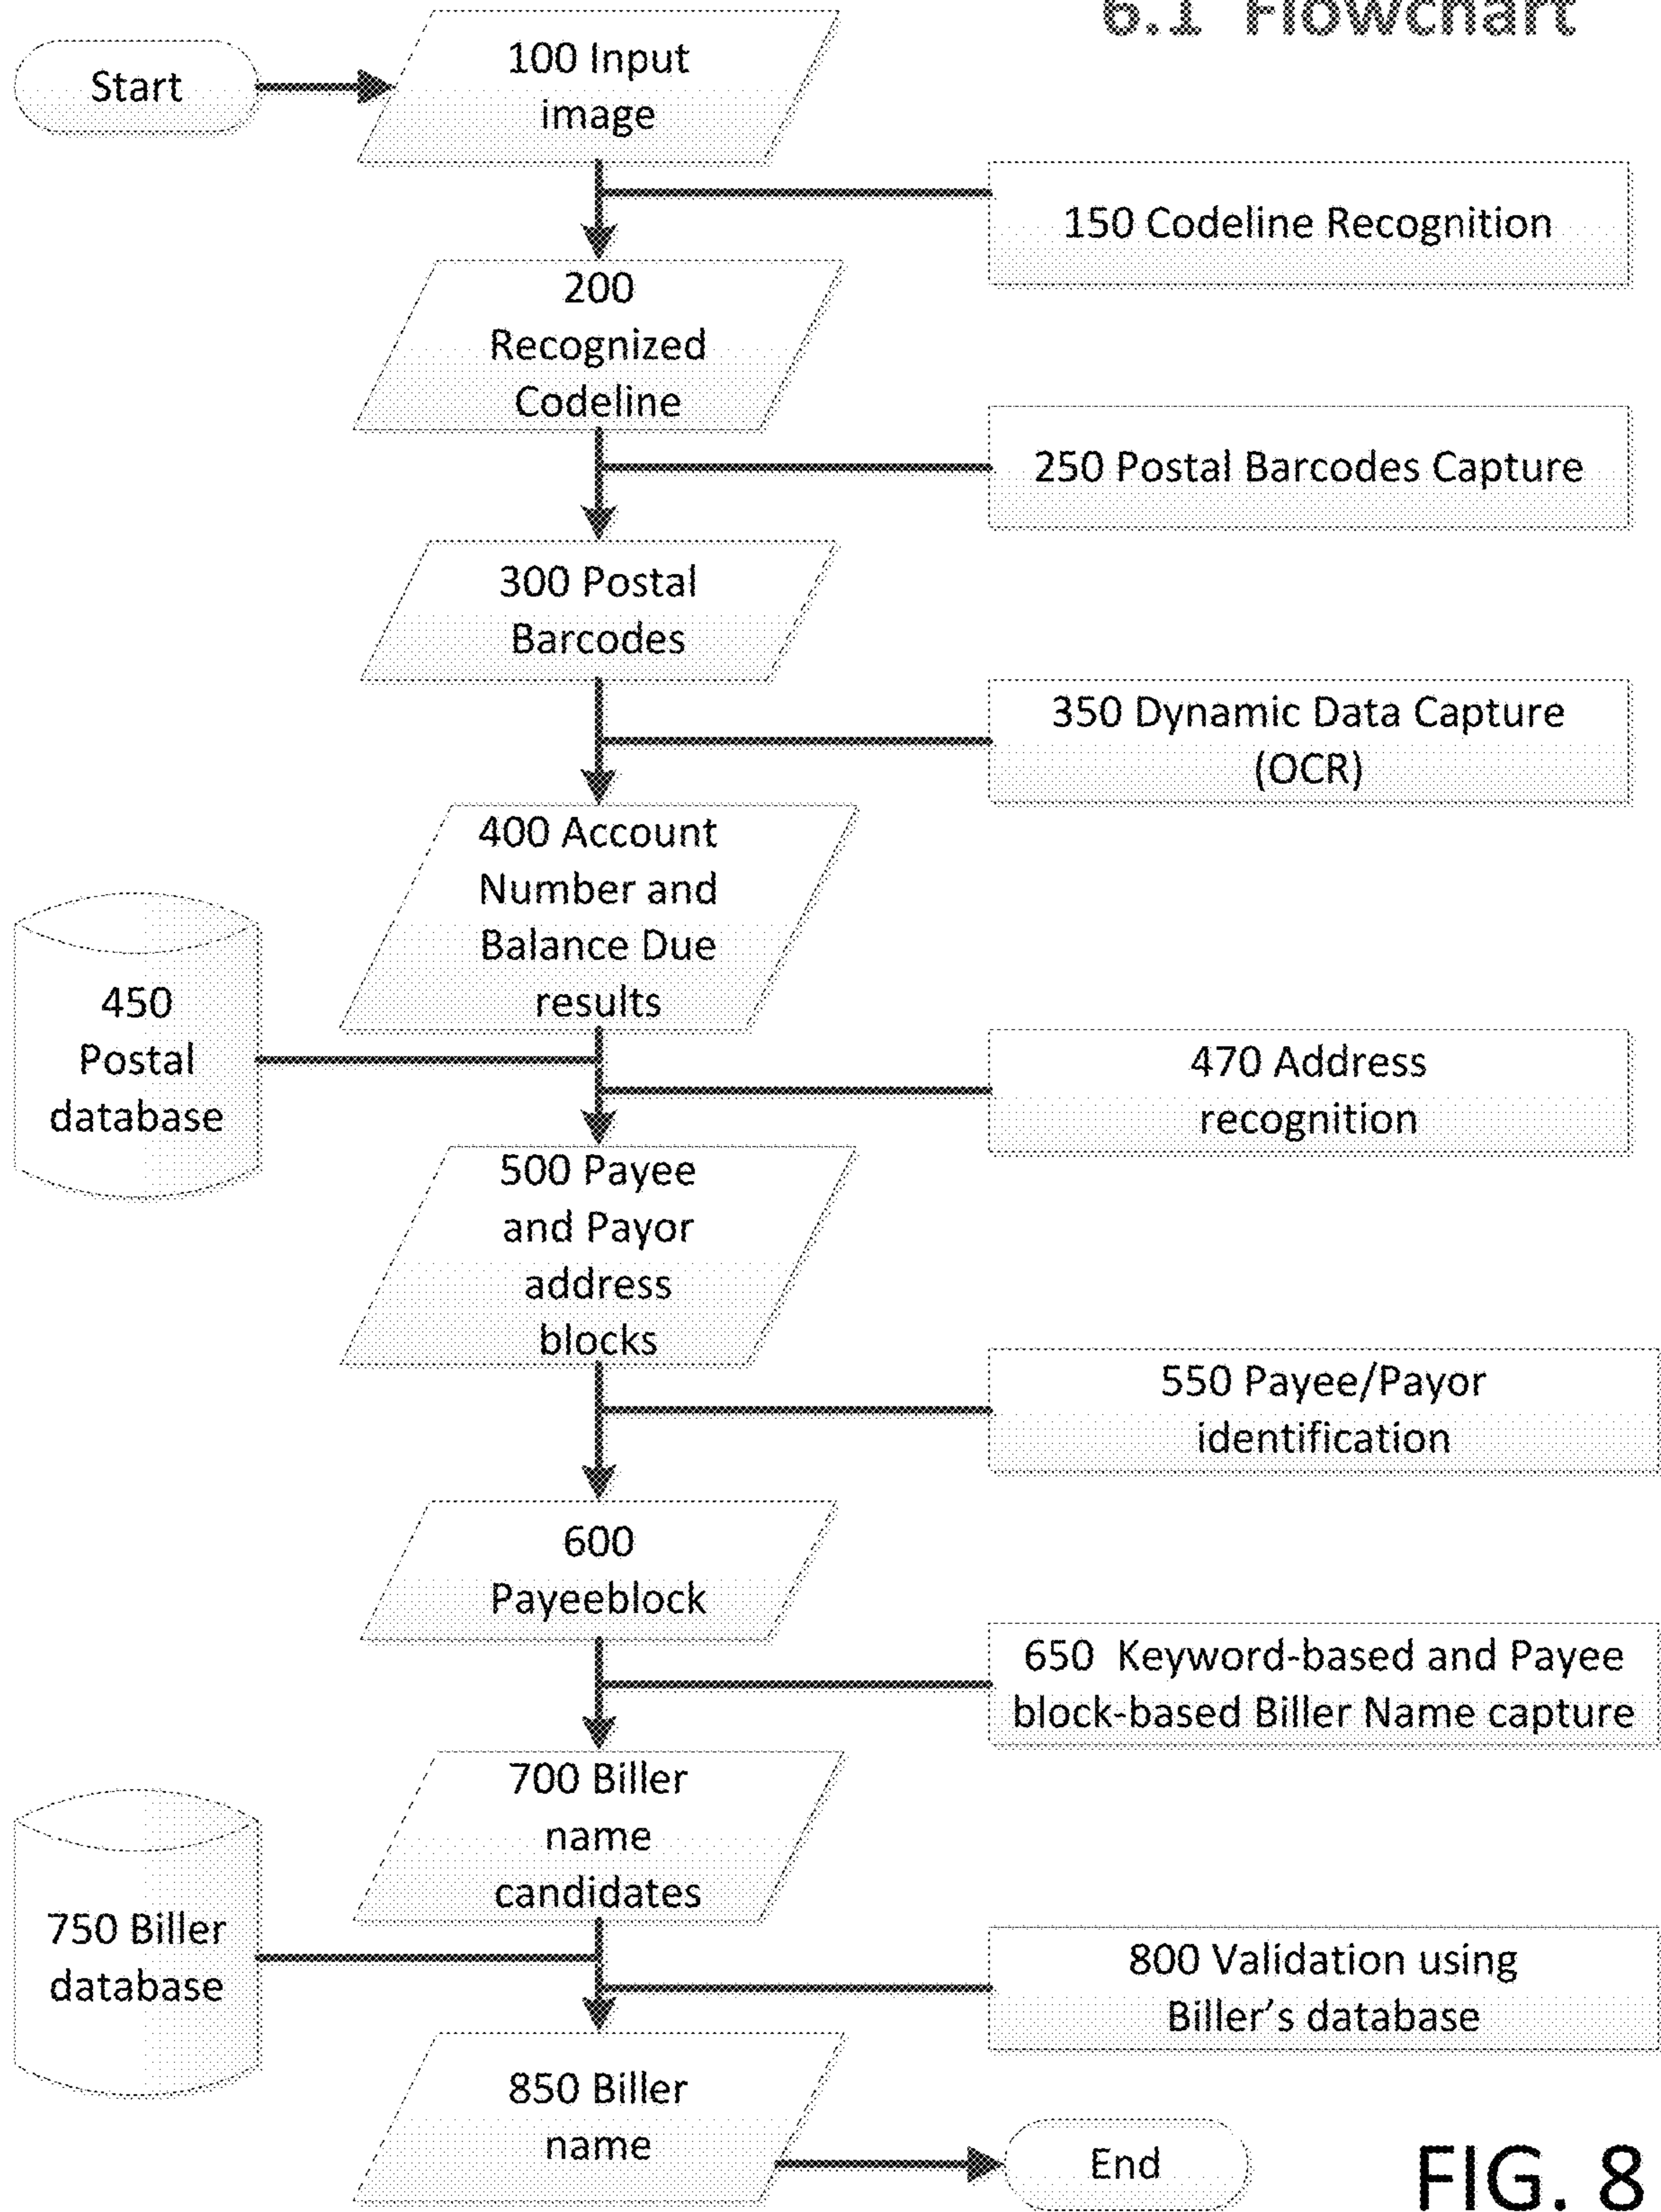 6.1 Flowchart
Start
100 Input
image
150 Codeline Recognition
200
Recognized
Codeline
250 Postal Barcodes Capture
300 Postal
Barcodes
350 Dynamic Data Capture
(OCR)
400 Account
Number and
Balance Due
results
450
Postal
database
470 Address
recognition
500 Payee
and Payor
address
blocks
550 Payee/Payor
identification
600
Payeeblock
650 Keyword-based and Payee
block-based Biller Name capture
700 Biller
name
candidates
750 Biller
database
800 Validation using
Biller's database
850 Biller
name
End
FIG. 8